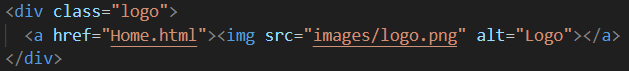 <div class="logo">
<a href="Home.html"><img src="images/logo.png" alt="Logo"></a>
</div>